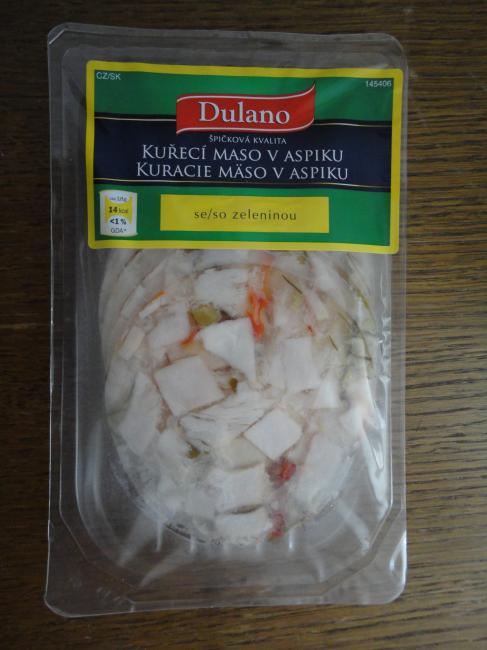 CZ/SK
145406
Dulano
ŠPIČKOVÁ KVALITA
KUŘECÍ MASO V ASPIKU
KURACIE MÄSO V ASPIKU
se/so zeleninou
14 kcal
<1 %
GDA*